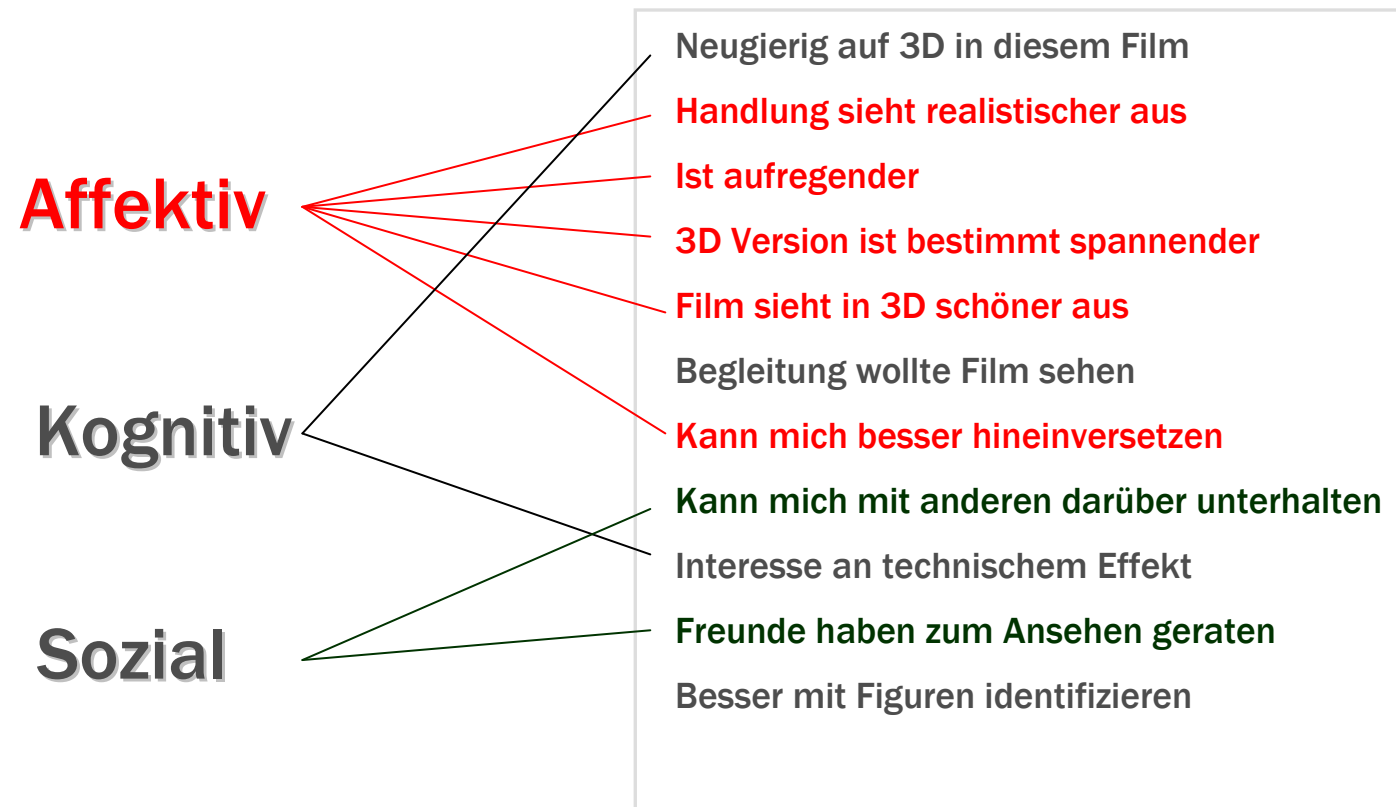 Neugierig auf 3D in diesem Film
Handlung sieht realistischer aus
Ist aufregender
Affektiv
3D Version ist bestimmt spannender
Film sieht in 3D schöner aus
Begleitung wollte Film sehen
Kognitiv
Kann mich besser hineinversetzen
Kann mich mit anderen darüber unterhalten
Interesse an technischem Effekt
Freunde haben zum Ansehen geraten
Sozial
Besser mit Figuren identifizieren